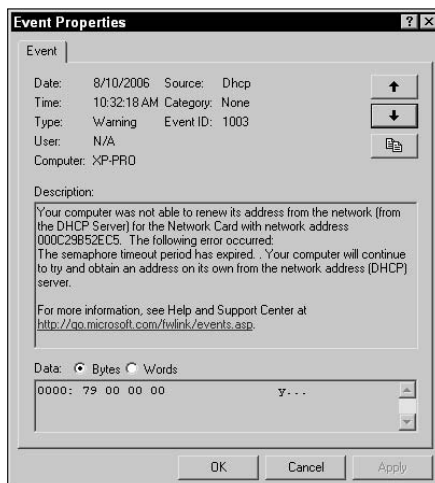 Event Properties
Event
Date: 8/10/2006 Source: Dhcp
Time: 10:32:18 AM Category: None
Type: Warning Event ID: 1003
User: N/A
Computer: XP-PRO
Description:
Your computer was not able to renew its address from the network (from
the DHCP Server) for the Network Card with network address
000C29B52EC5.  The following error occurred:
The semaphore timeout period has expired. . Your computer will continue
to try and obtain an address on its own from the network address (DHCP)
server.
For more information, see Help and Support Center at
http://go.microsoft.com/fwlink/events.asp.
Data: Bytes Words
0000: 79 00 00 00 y...
OK Cancel Apply